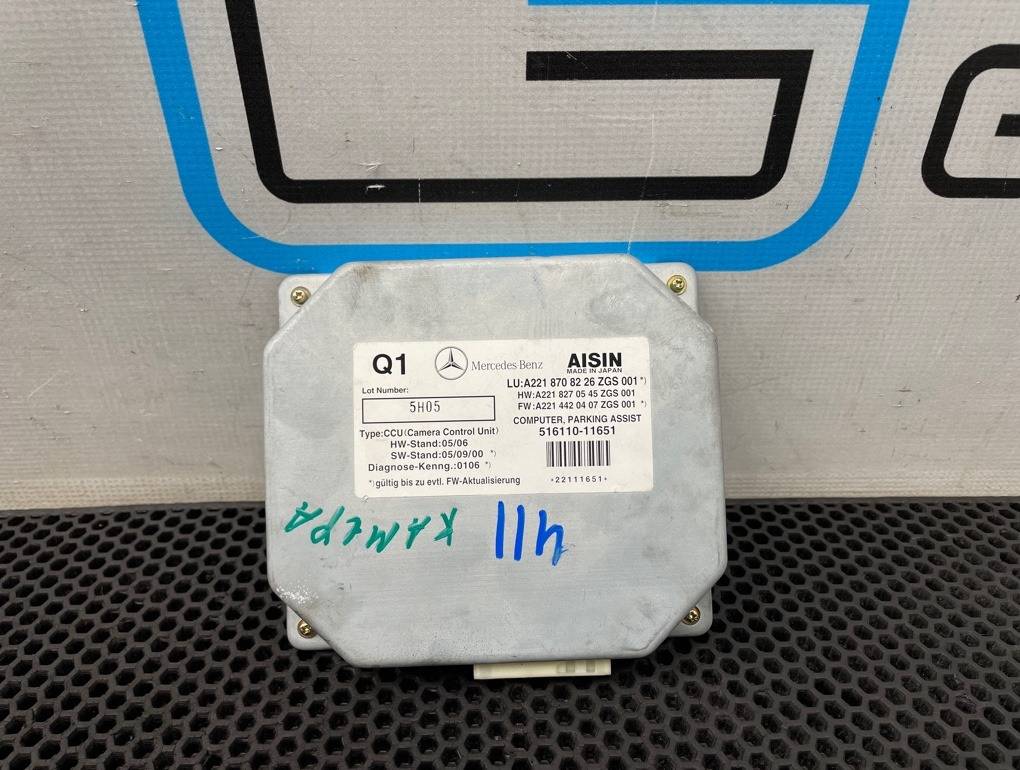 G
Q1
Mercedes Benz
AISIN
MADE IN JAPAN
Lot Number:
5H05
LU:A221 870 82 26 ZGS 001 *)
HW:A221 827 05 45 ZGS 001
FW:A221 442 04 07 ZGS 001 *)
COMPUTER, PARKING ASSIST
516110-11651
Type:CCU(Camera Control Unit)
HW-Stand:05/06
SW-Stand:05/09/00 *)
Diagnose-Kenng.:0106 *)
*)gültig bis zu evtl. FW-Aktualisierung
*22111651*
КАМЕРА
411